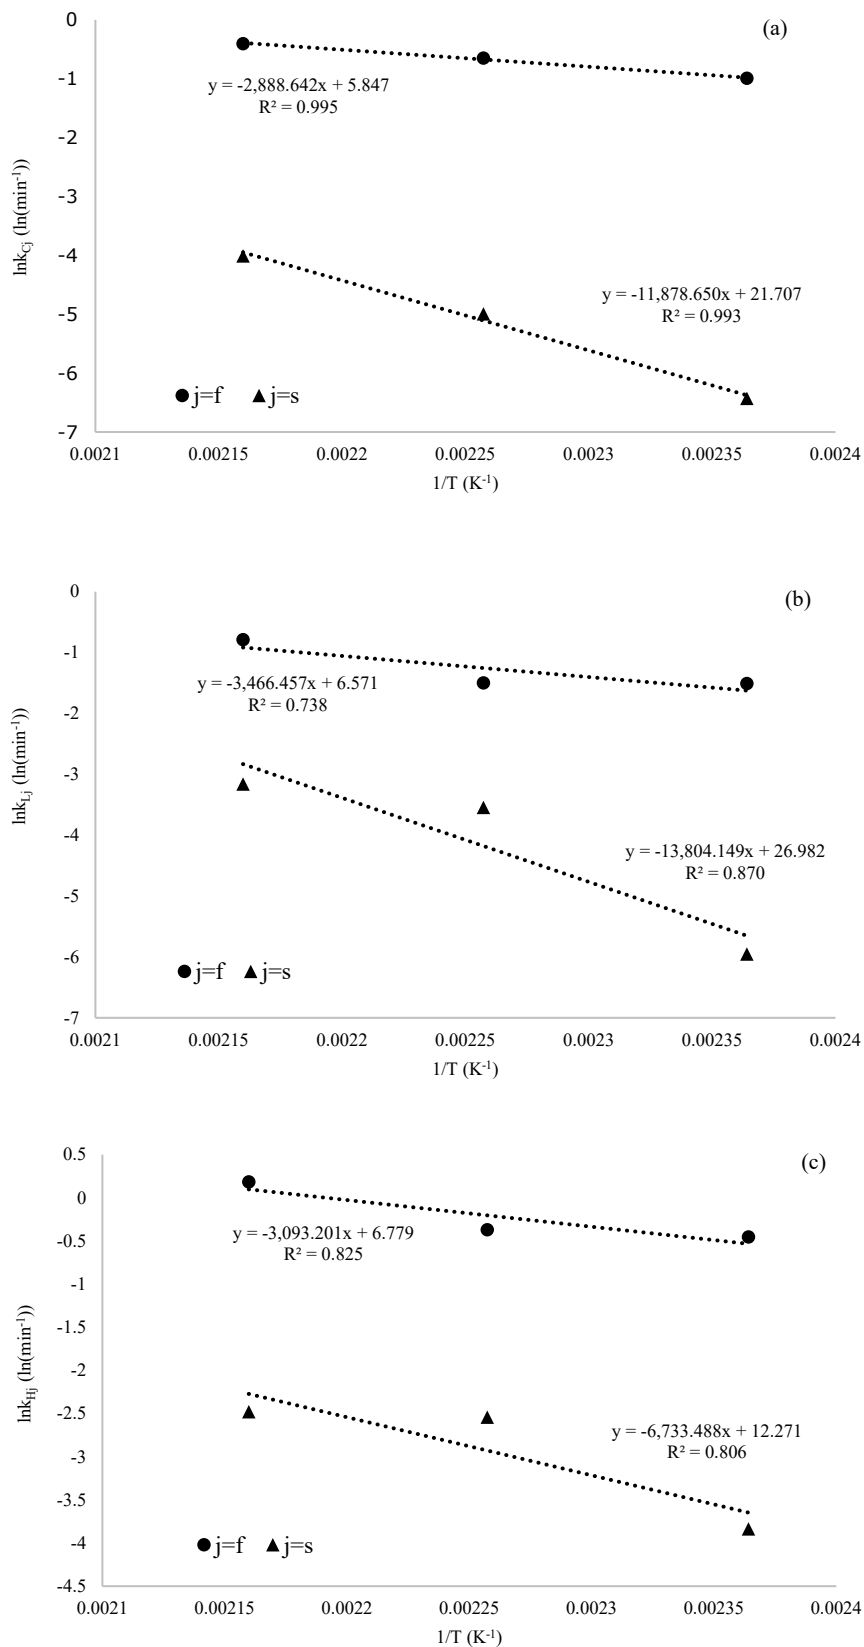 (a)
0
-1
-2
-3
-4
-5
-6
-7
lnk_Cj (ln(min⁻¹))
y = -2,888.642x + 5.847
R² = 0.995
y = -11,878.650x + 21.707
R² = 0.993
j=f j=s
0.0021 0.00215 0.0022 0.00225 0.0023 0.00235 0.0024
1/T (K⁻¹)
(b)
0
-1
-2
-3
-4
-5
-6
-7
lnk_Lj (ln(min⁻¹))
y = -3,466.457x + 6.571
R² = 0.738
y = -13,804.149x + 26.982
R² = 0.870
j=f j=s
0.0021 0.00215 0.0022 0.00225 0.0023 0.00235 0.0024
1/T (K⁻¹)
(c)
0.5
0
-0.5
-1
-1.5
-2
-2.5
-3
-3.5
-4
-4.5
lnk_Hj (ln(min⁻¹))
y = -3,093.201x + 6.779
R² = 0.825
y = -6,733.488x + 12.271
R² = 0.806
j=f j=s
0.0021 0.00215 0.0022 0.00225 0.0023 0.00235 0.0024
1/T (K⁻¹)